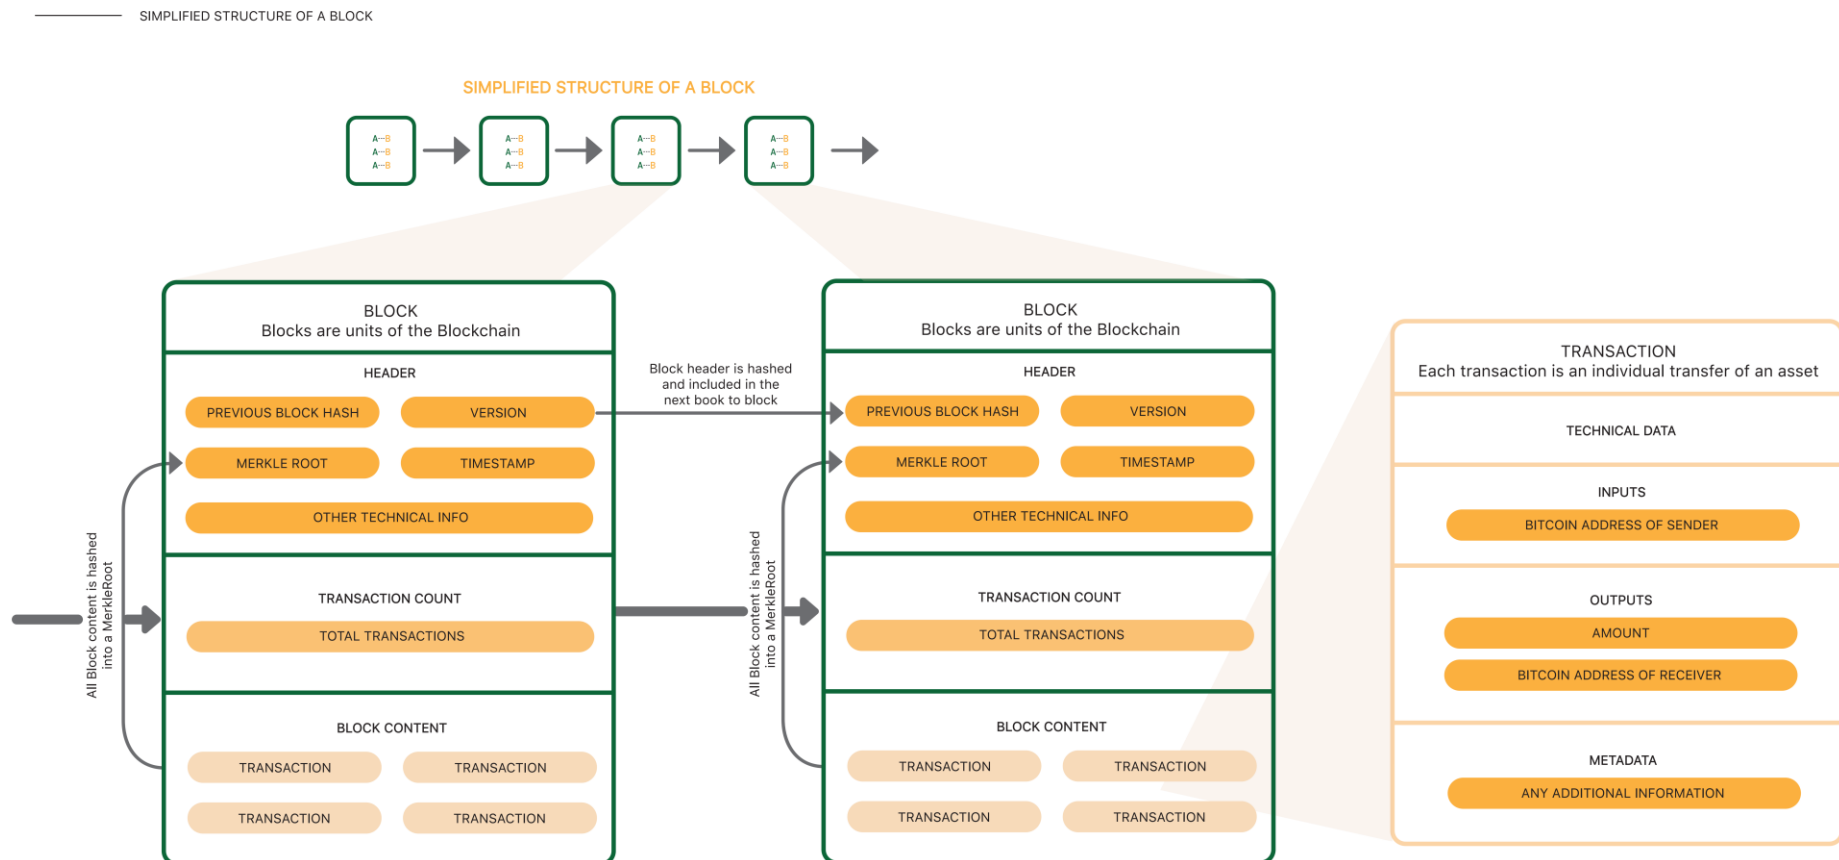 SIMPLIFIED STRUCTURE OF A BLOCK
SIMPLIFIED STRUCTURE OF A BLOCK
A---B
A---B
A---B
A---B
A---B
A---B
A---B
A---B
A---B
A---B
A---B
A---B
BLOCK
Blocks are units of the Blockchain
HEADER
PREVIOUS BLOCK HASH
VERSION
MERKLE ROOT
TIMESTAMP
OTHER TECHNICAL INFO
TRANSACTION COUNT
TOTAL TRANSACTIONS
BLOCK CONTENT
TRANSACTION
TRANSACTION
TRANSACTION
TRANSACTION
All Block content is hashed
into a MerkleRoot
Block header is hashed
and included in the
next book to block
BLOCK
Blocks are units of the Blockchain
HEADER
PREVIOUS BLOCK HASH
VERSION
MERKLE ROOT
TIMESTAMP
OTHER TECHNICAL INFO
TRANSACTION COUNT
TOTAL TRANSACTIONS
BLOCK CONTENT
TRANSACTION
TRANSACTION
TRANSACTION
TRANSACTION
All Block content is hashed
into a MerkleRoot
TRANSACTION
Each transaction is an individual transfer of an asset
TECHNICAL DATA
INPUTS
BITCOIN ADDRESS OF SENDER
OUTPUTS
AMOUNT
BITCOIN ADDRESS OF RECEIVER
METADATA
ANY ADDITIONAL INFORMATION